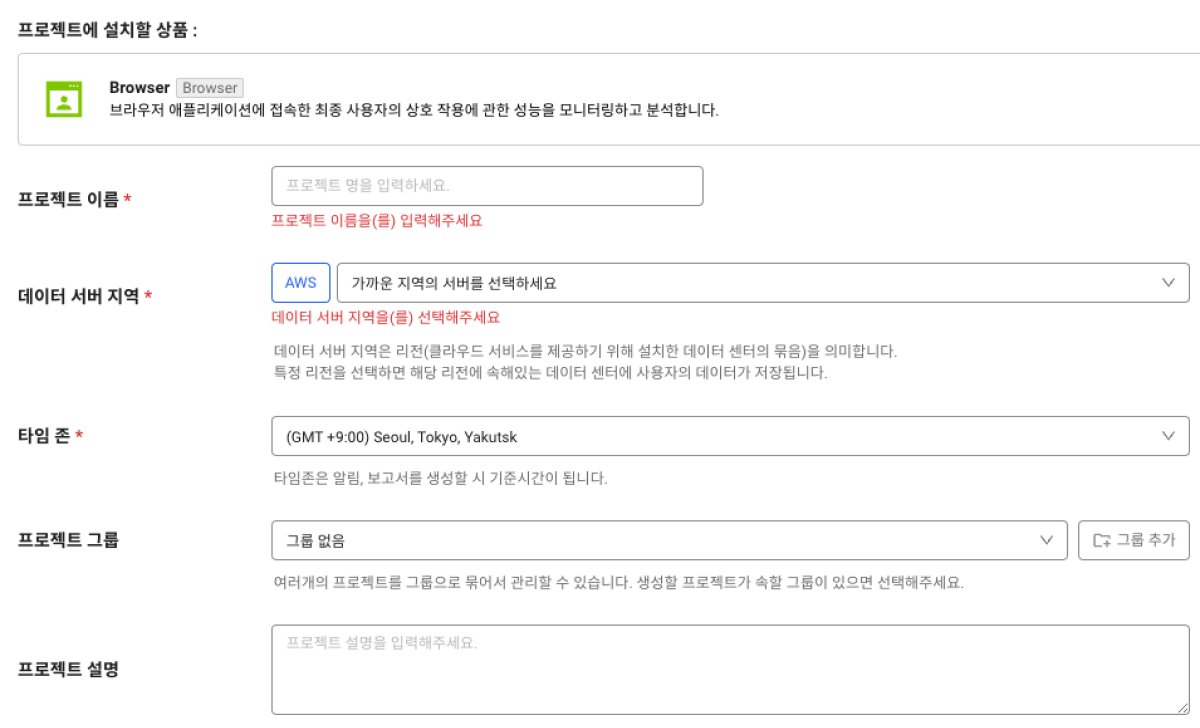 프로젝트에 설치할 상품 :
Browser Browser
브라우저 애플리케이션에 접속한 최종 사용자의 상호 작용에 관한 성능을 모니터링하고 분석합니다.
프로젝트 이름 *
프로젝트 명을 입력하세요.
프로젝트 이름을(를) 입력해주세요
데이터 서버 지역 *
AWS 가까운 지역의 서버를 선택하세요
데이터 서버 지역을(를) 선택해주세요
데이터 서버 지역은 리전(클라우드 서비스를 제공하기 위해 설치한 데이터 센터의 묶음)을 의미합니다.
특정 리전을 선택하면 해당 리전에 속해있는 데이터 센터에 사용자의 데이터가 저장됩니다.
타임 존 *
(GMT +9:00) Seoul, Tokyo, Yakutsk
타임존은 알림, 보고서를 생성할 시 기준시간이 됩니다.
프로젝트 그룹
그룹 없음 그룹 추가
여러개의 프로젝트를 그룹으로 묶어서 관리할 수 있습니다. 생성할 프로젝트가 속할 그룹이 있으면 선택해주세요.
프로젝트 설명
프로젝트 설명을 입력해주세요.